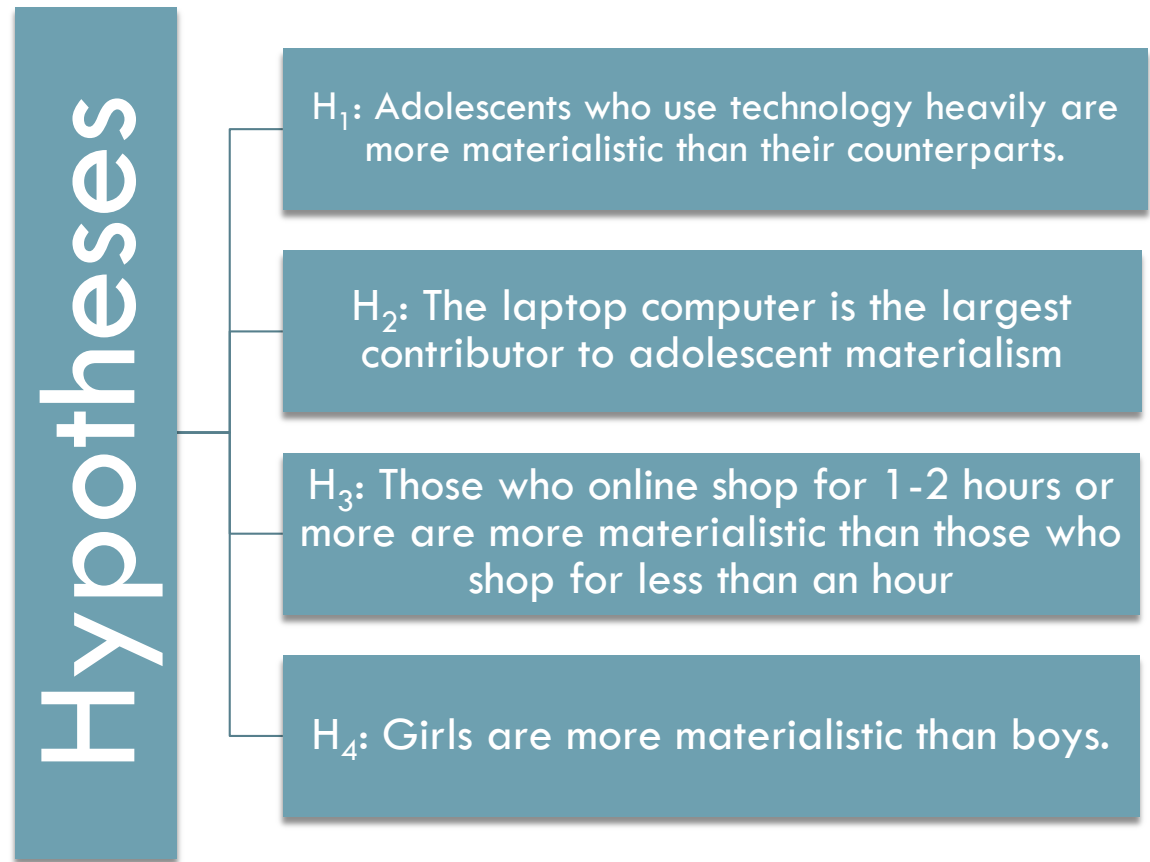 Hypotheses
H₁: Adolescents who use technology heavily are
more materialistic than their counterparts.
H₂: The laptop computer is the largest
contributor to adolescent materialism
H₃: Those who online shop for 1-2 hours or
more are more materialistic than those who
shop for less than an hour
H₄: Girls are more materialistic than boys.